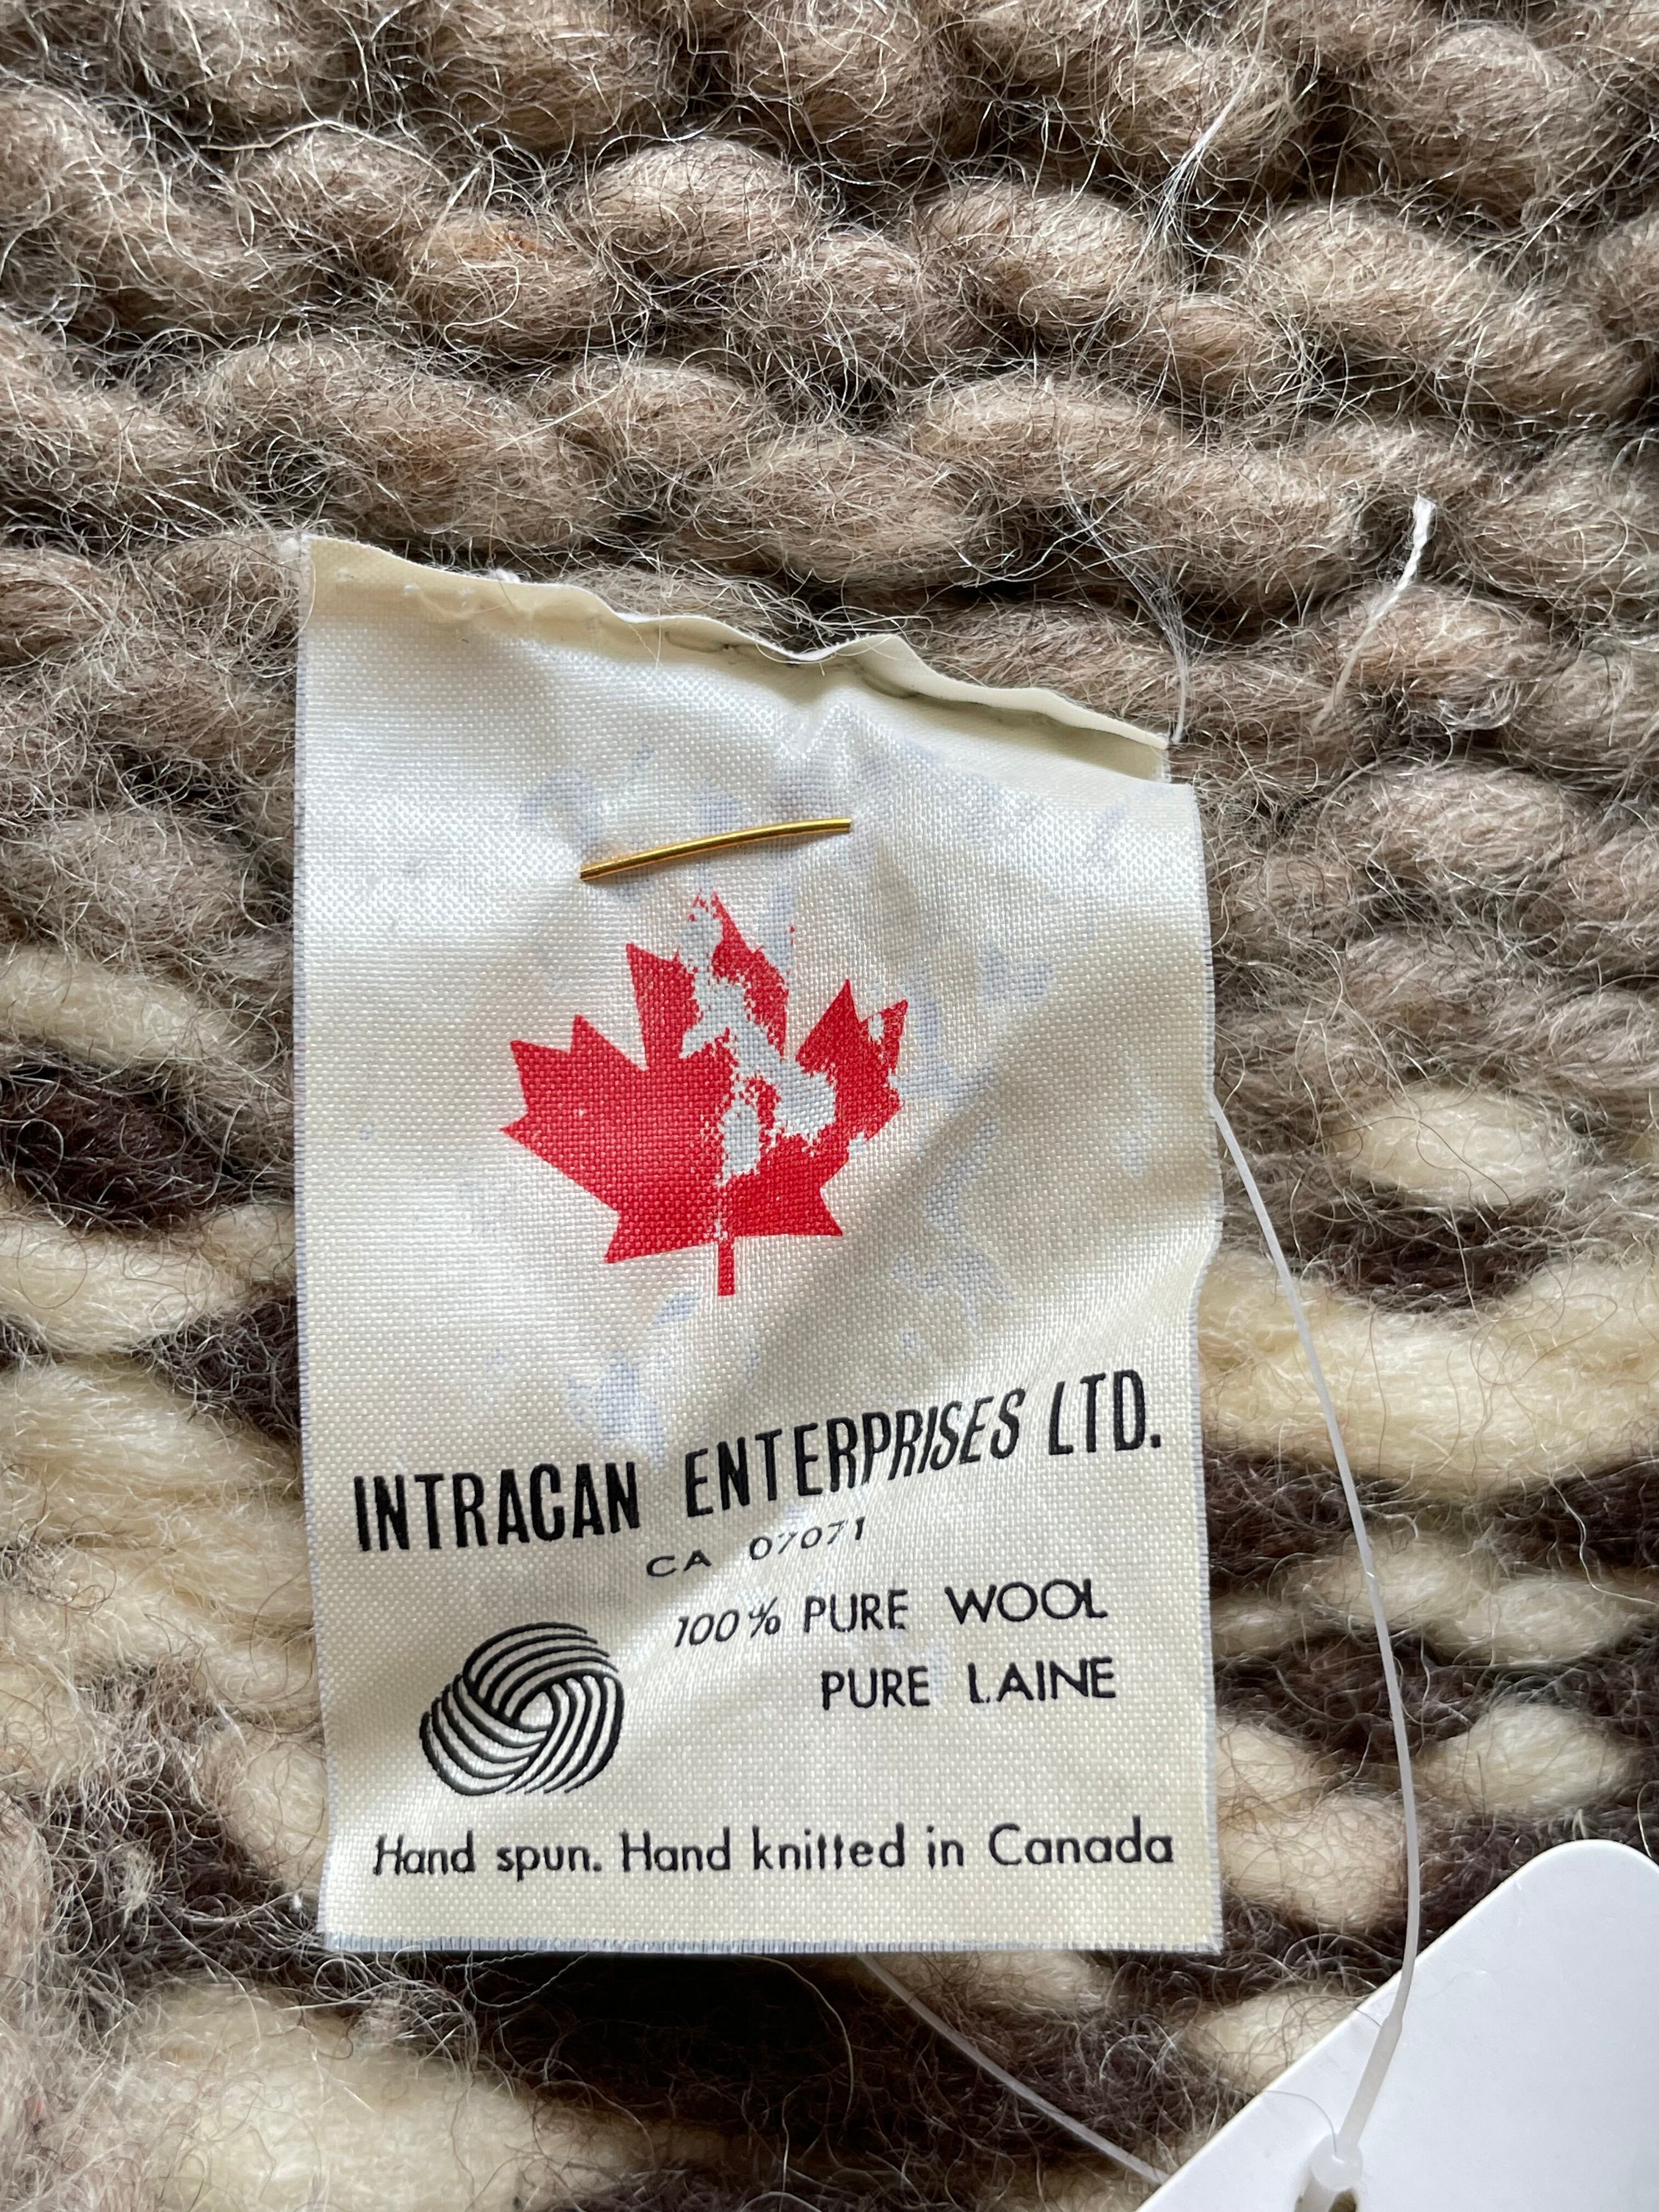 INTRACAN ENTERPRISES LTD.
CA 07071
100% PURE WOOL
PURE LAINE
Hand spun. Hand knitted in Canada